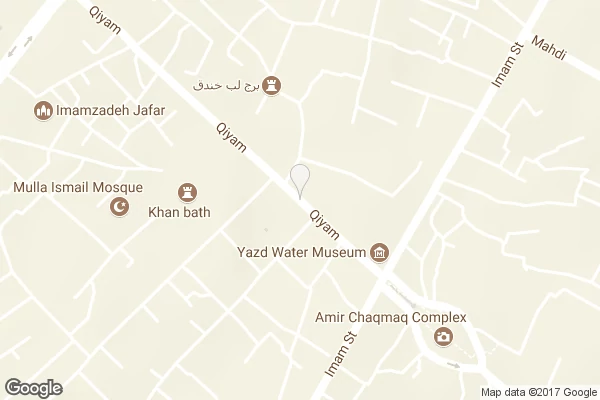 Qiyam
Mahdi
Imam St
برج لب خندق
Imamzadeh Jafar
Qiyam
Mulla Ismail Mosque
Khan bath
Qiyam
Yazd Water Museum
Amir Chaqmaq Complex
Imam St
Google
Map data ©2017 Google